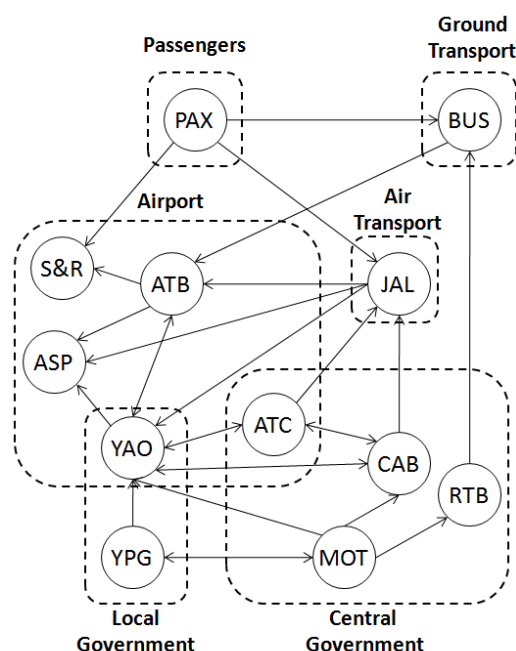 Passengers
Ground
Transport
PAX
BUS
Airport
Air
Transport
S&R
ATB
JAL
ASP
YAO
ATC
CAB
RTB
YPG
MOT
Local
Government
Central
Government